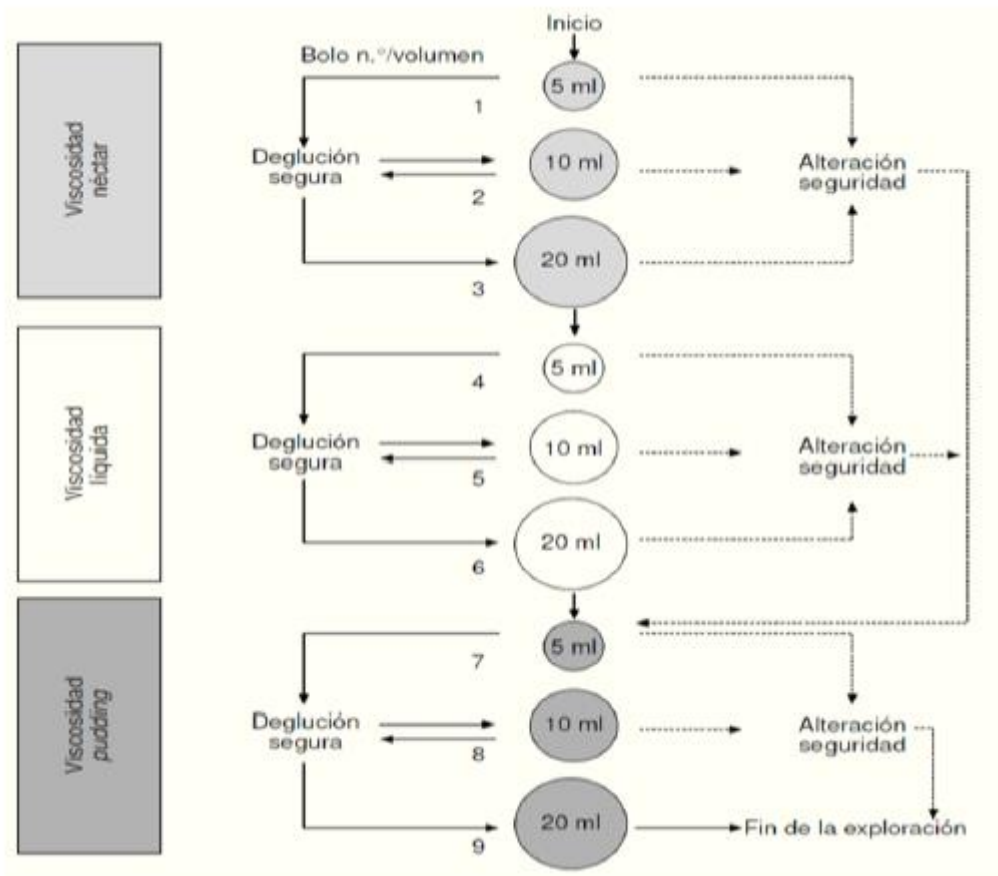 Inicio
Bolo n.°/volumen
Viscosidad
néctar
5 ml
1
Deglución
segura
10 ml
2
Alteración
seguridad
20 ml
3
Viscosidad
líquida
5 ml
4
Deglución
segura
10 ml
5
Alteración
seguridad
20 ml
6
Viscosidad
pudding
5 ml
7
Deglución
segura
10 ml
8
Alteración
seguridad
20 ml
9
Fin de la exploración